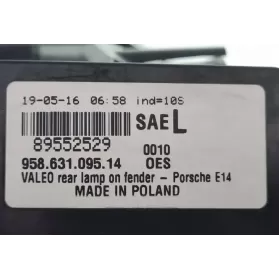 19-05-16 06:58 ind=10S
SAE L
89552529 0010
958.631.095.14 OES
VALEO rear lamp on fender - Porsche E14
MADE IN POLAND